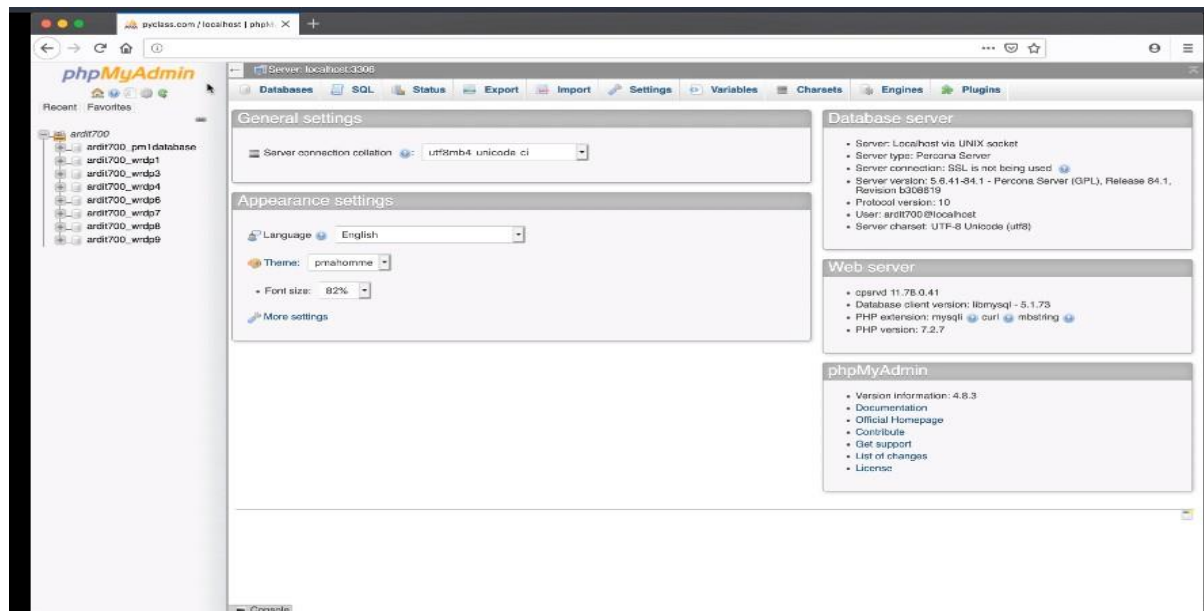 pyclass.com / localhost | phpM
phpMyAdmin
Recent Favorites
ardit700
ardit700_pm1database
ardit700_wrdp1
ardit700_wrdp3
ardit700_wrdp4
ardit700_wrdp6
ardit700_wrdp7
ardit700_wrdp8
ardit700_wrdp9
Server: localhost:3306
Databases SQL Status Export Import Settings Variables Charsets Engines Plugins
General settings
Server connection collation : utf8mb4_unicode_ci
Appearance settings
Language English
Theme: pmahomme
Font size: 82%
More settings
Database server
Server: Localhost via UNIX socket
Server type: Percona Server
Server connection: SSL is not being used
Server version: 5.6.41-84.1 - Percona Server (GPL), Release 84.1,
Revision b308619
Protocol version: 10
User: ardit700@localhost
Server charset: UTF-8 Unicode (utf8)
Web server
cpsrvd 11.78.0.41
Database client version: libmysql - 5.1.73
PHP extension: mysqli curl mbstring
PHP version: 7.2.7
phpMyAdmin
Version information: 4.8.3
Documentation
Official Homepage
Contribute
Get support
List of changes
License
Console